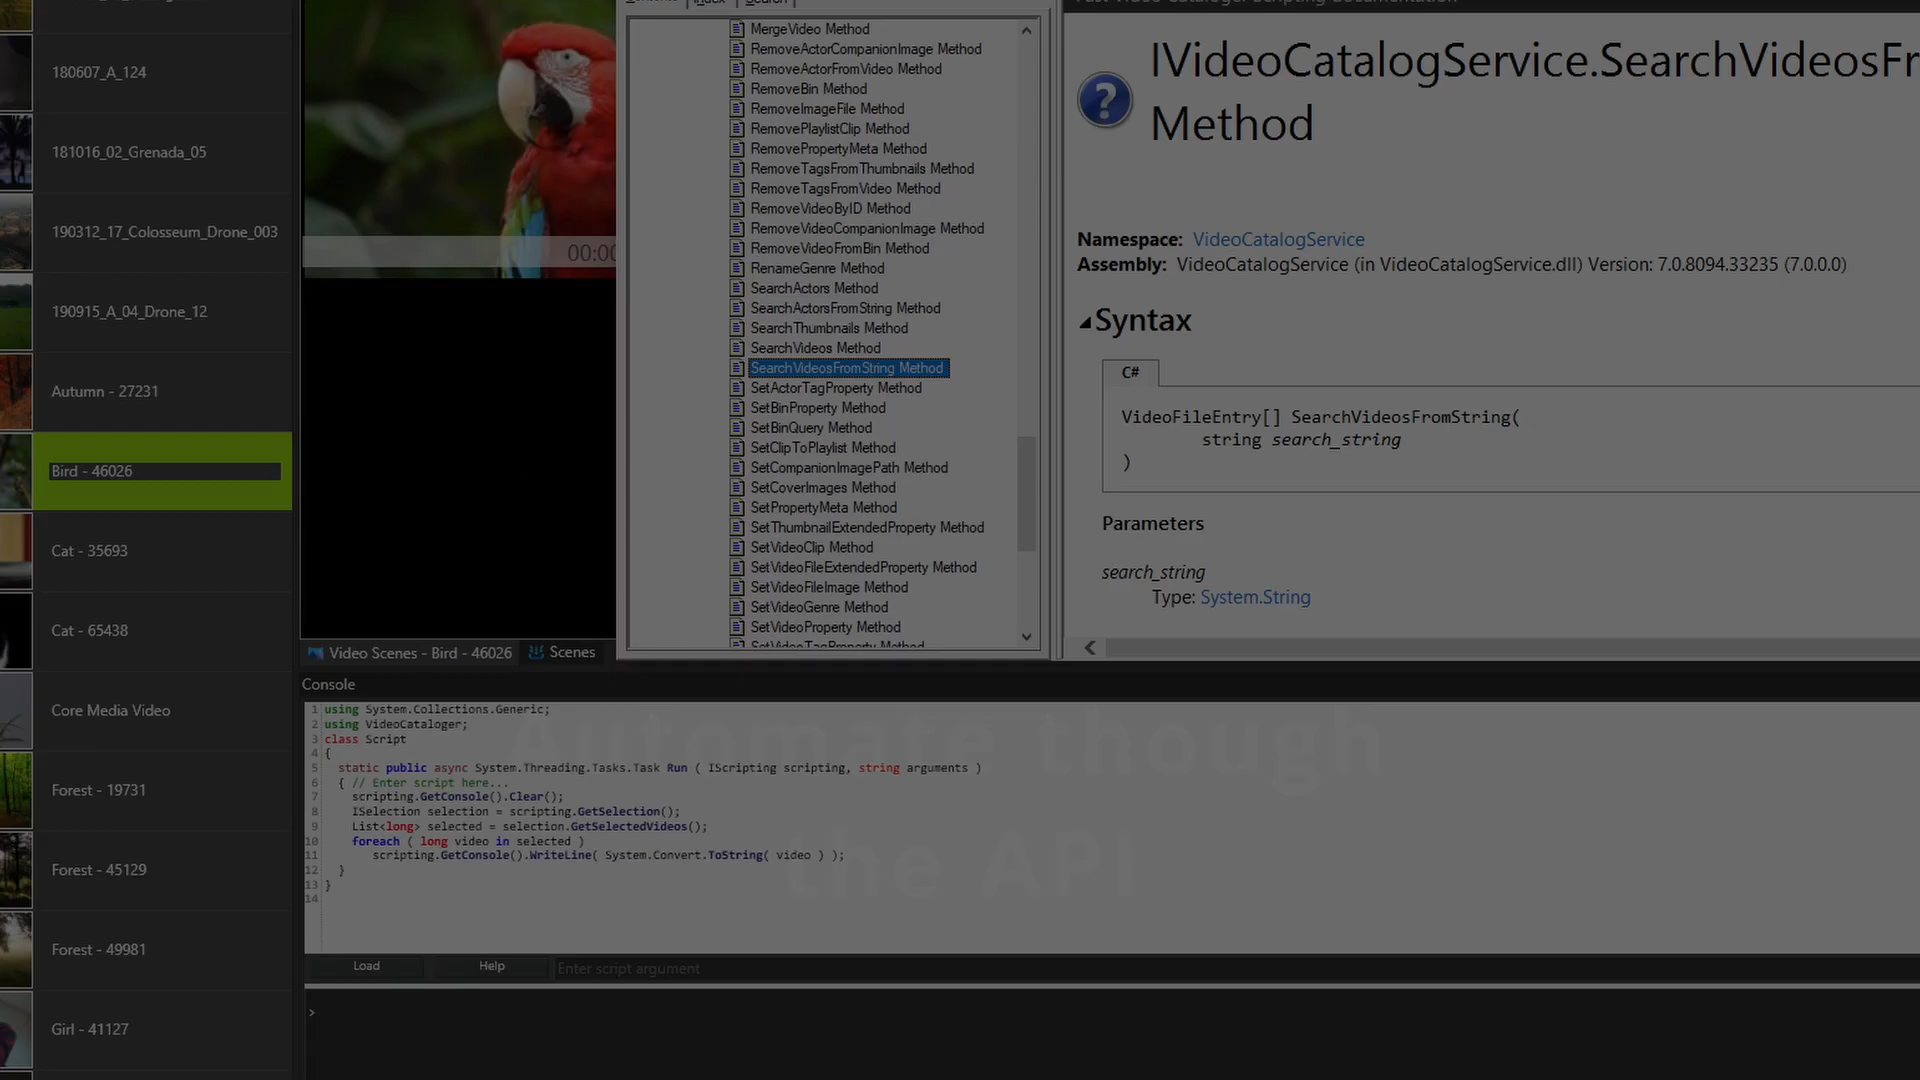 180607_A_124
181016_02_Grenada_05
190312_17_Colosseum_Drone_003
190915_A_04_Drone_12
Autumn - 27231
Bird - 46026
Cat - 35693
Cat - 65438
Core Media Video
Forest - 19731
Forest - 45129
Forest - 49981
Girl - 41127
00:00
Index
Search
MergeVideo Method
RemoveActorCompanionImage Method
RemoveActorFromVideo Method
RemoveBin Method
RemoveImageFile Method
RemovePlaylistClip Method
RemovePropertyMeta Method
RemoveTagsFromThumbnails Method
RemoveTagsFromVideo Method
RemoveVideoByID Method
RemoveVideoCompanionImage Method
RemoveVideoFromBin Method
RenameGenre Method
SearchActors Method
SearchActorsFromString Method
SearchThumbnails Method
SearchVideos Method
SearchVideosFromString Method
SetActorTagProperty Method
SetBinProperty Method
SetBinQuery Method
SetClipToPlaylist Method
SetCompanionImagePath Method
SetCoverImages Method
SetPropertyMeta Method
SetThumbnailExtendedProperty Method
SetVideoClip Method
SetVideoFileExtendedProperty Method
SetVideoFileImage Method
SetVideoGenre Method
SetVideoProperty Method
SetVideoTagProperty Method
IVideoCatalogService.SearchVideosFr
Method
Namespace: VideoCatalogService
Assembly: VideoCatalogService (in VideoCatalogService.dll) Version: 7.0.8094.33235 (7.0.0.0)
Syntax
C#
VideoFileEntry[] SearchVideosFromString(
string search_string
)
Parameters
search_string
Type: System.String
Video Scenes - Bird - 46026
Scenes
Console
1 using System.Collections.Generic;
2 using VideoCataloger;
3 class Script
4 {
5 static public async System.Threading.Tasks.Task Run ( IScripting scripting, string arguments )
6 { // Enter script here...
7 scripting.GetConsole().Clear();
8 ISelection selection = scripting.GetSelection();
9 List<long> selected = selection.GetSelectedVideos();
10 foreach ( long video in selected )
11 scripting.GetConsole().WriteLine( System.Convert.ToString( video ) );
12 }
13 }
14
Automate though
the API
Load
Help
Enter script argument
>